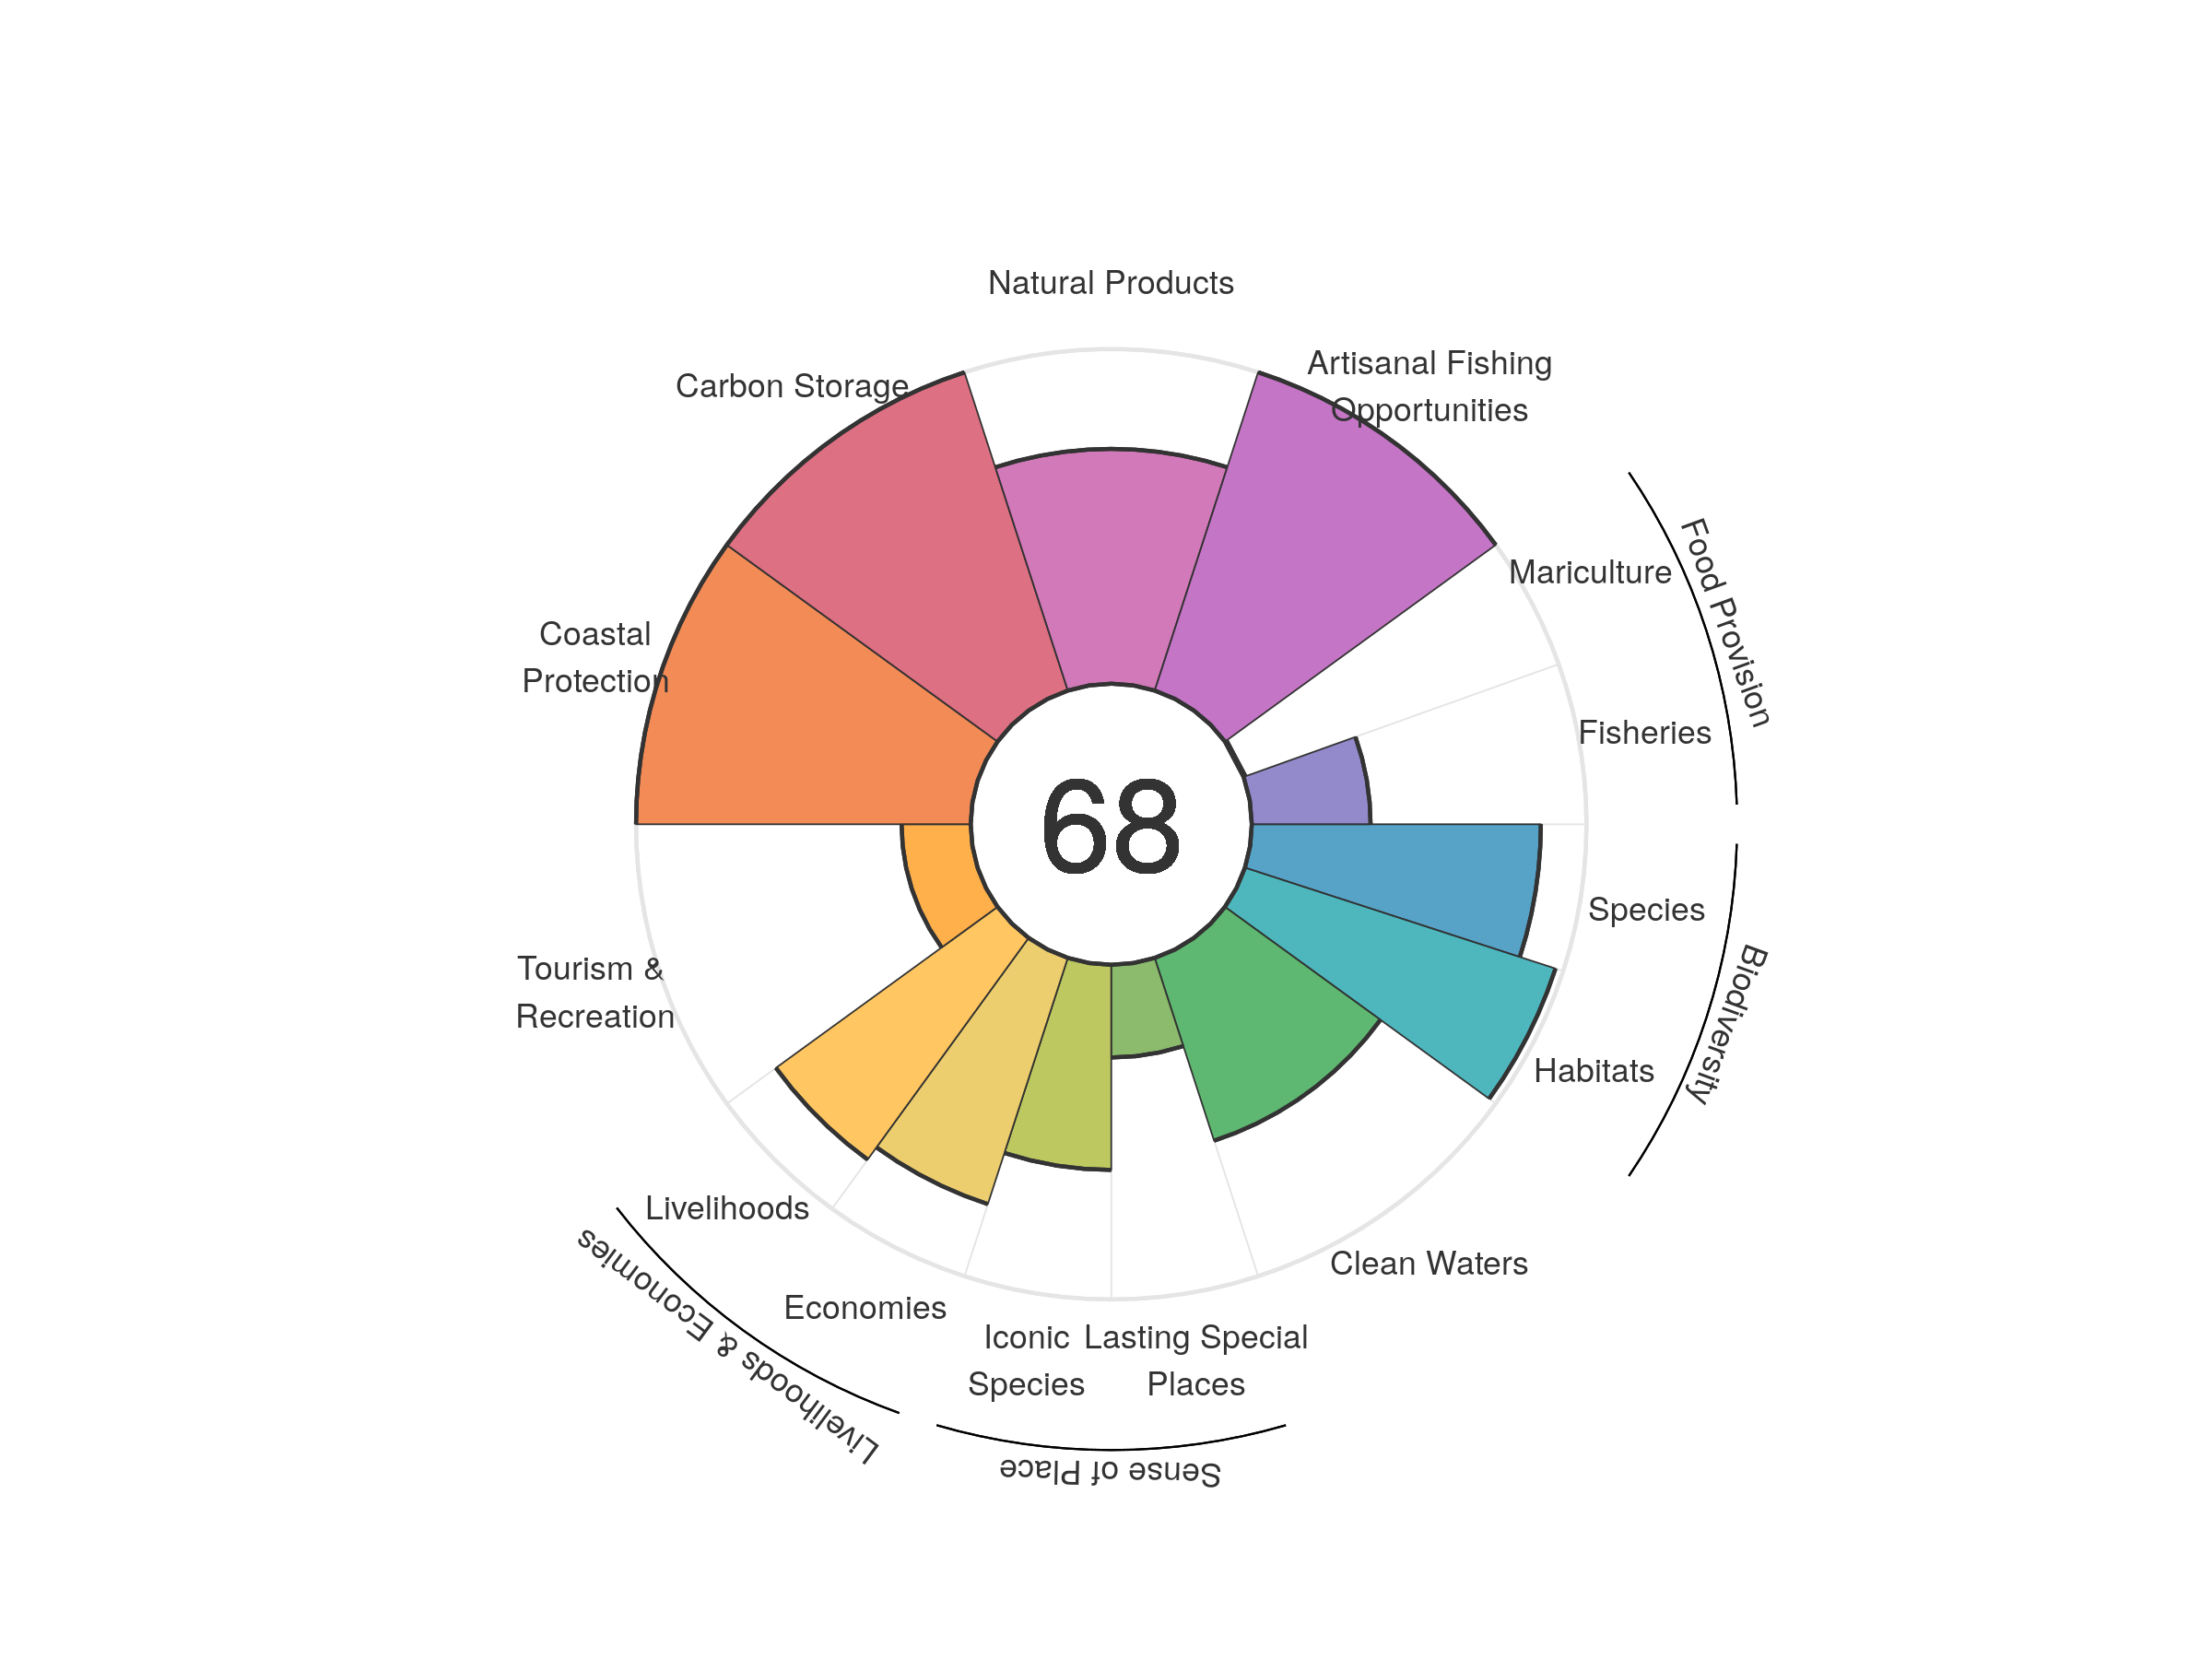 Natural Products
Artisanal Fishing
Opportunities
Carbon Storage
Mariculture
Food Provision
Coastal
Protection
Fisheries
68
Species
Biodiversity
Tourism &
Recreation
Habitats
Livelihoods
Clean Waters
Livelihoods & Economies
Economies
Iconic
Species
Lasting Special
Places
Sense of Place